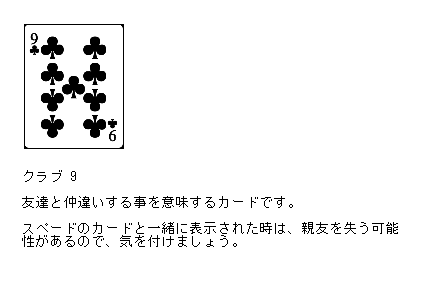 9
クラブ 9
友達と仲違いする事を意味するカードです。
スペードのカードと一緒に表示された時は、親友を失う可能
性があるので、気を付けましょう。
6